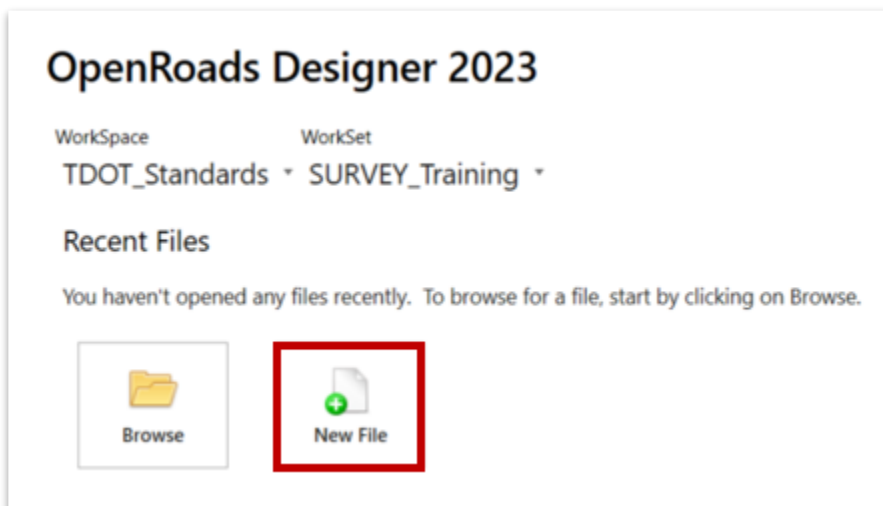 OpenRoads Designer 2023
WorkSpace WorkSet
TDOT_Standards SURVEY_Training
Recent Files
You haven't opened any files recently. To browse for a file, start by clicking on Browse.
Browse New File